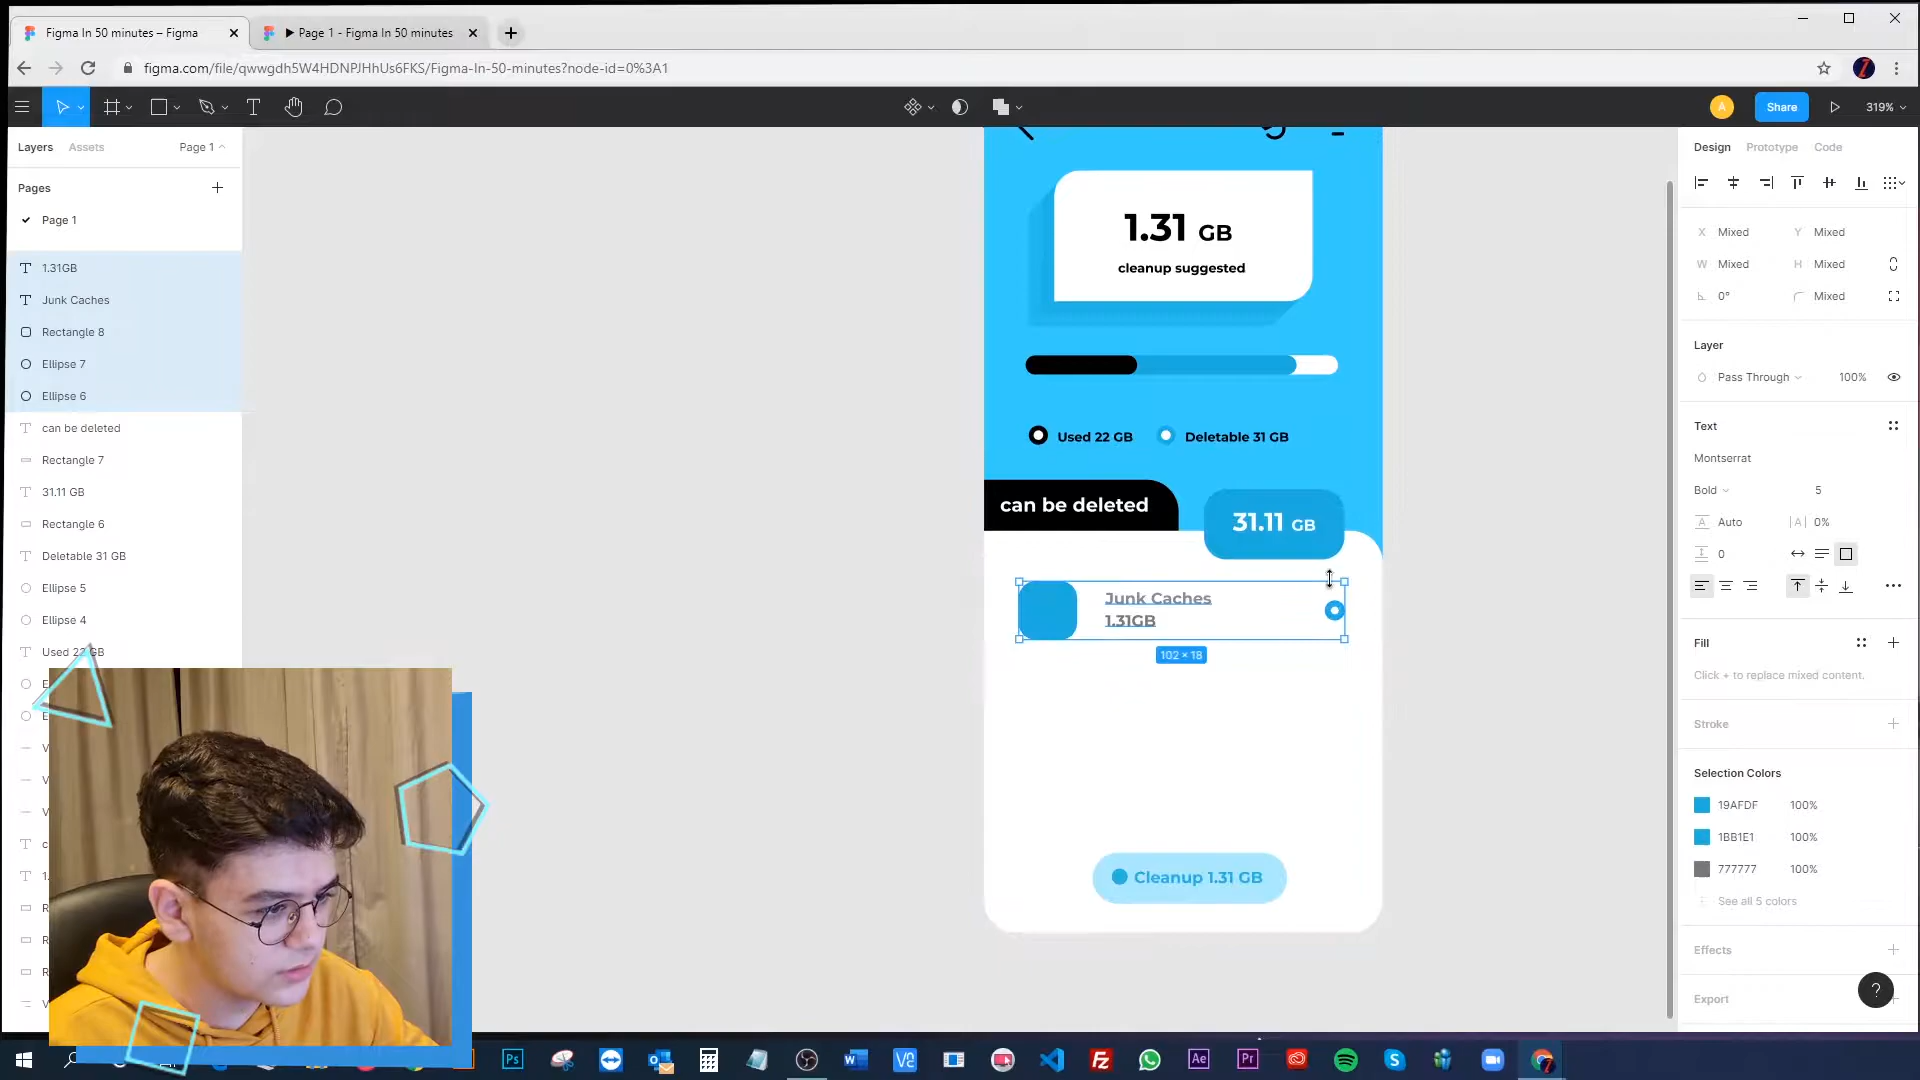 Figma In 50 minutes – Figma
Page 1 - Figma In 50 minutes
figma.com/file/qwwgdh5W4HDNPJHhUs6FKS/Figma-In-50-minutes?node-id=0%3A1
A
Share
319%
Layers
Assets
Page 1
Pages
Page 1
1.31GB
Junk Caches
Rectangle 8
Ellipse 7
Ellipse 6
can be deleted
Rectangle 7
31.11 GB
Rectangle 6
Deletable 31 GB
Ellipse 5
Ellipse 4
Used 22 GB
1.31 GB
cleanup suggested
Used 22 GB
Deletable 31 GB
can be deleted
31.11 GB
Junk Caches
1.31GB
102 × 18
Cleanup 1.31 GB
Design
Prototype
Code
X Mixed
Y Mixed
W Mixed
H Mixed
0°
Mixed
Layer
Pass Through
100%
Text
Montserrat
Bold
5
A Auto
|A| 0%
0
Fill
Click + to replace mixed content.
Stroke
Selection Colors
19AFDF 100%
1BB1E1 100%
777777 100%
See all 5 colors
Effects
Export
?
Ps
Ae
Pr